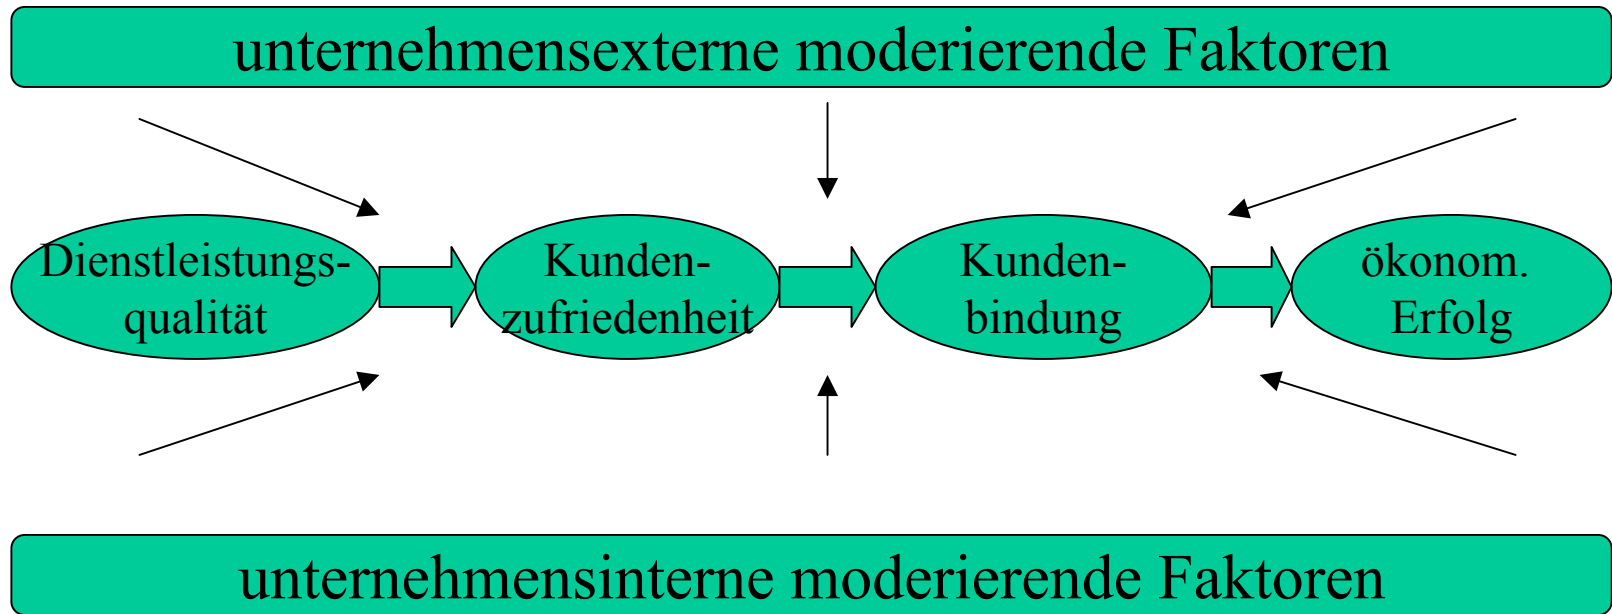 unternehmensexterne moderierende Faktoren
Dienstleistungs-
qualität
Kunden-
zufriedenheit
Kunden-
bindung
ökonom.
Erfolg
unternehmensinterne moderierende Faktoren